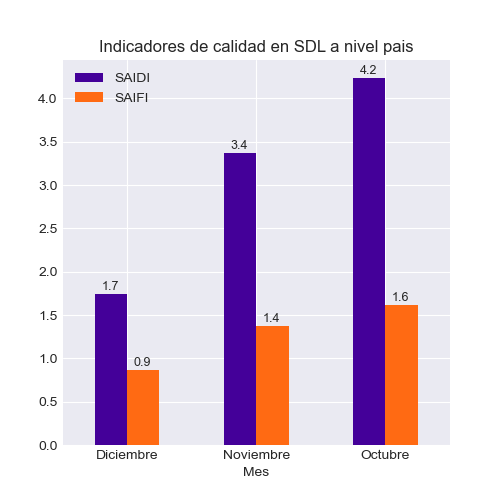 Indicadores de calidad en SDL a nivel pais
SAIDI
SAIFI
4.0
3.5
3.0
2.5
2.0
1.5
1.0
0.5
0.0
1.7
0.9
3.4
1.4
4.2
1.6
Diciembre
Noviembre
Octubre
Mes